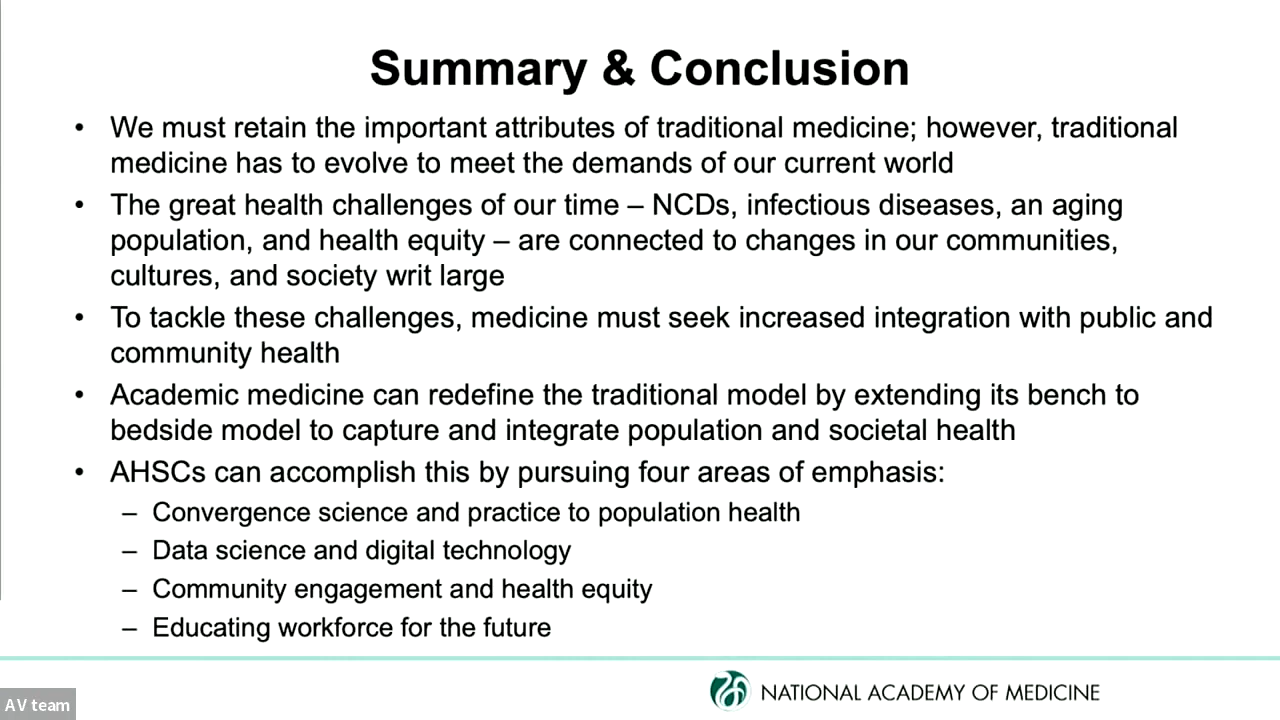 Summary & Conclusion
• We must retain the important attributes of traditional medicine; however, traditional
medicine has to evolve to meet the demands of our current world
• The great health challenges of our time – NCDs, infectious diseases, an aging
population, and health equity – are connected to changes in our communities,
cultures, and society writ large
• To tackle these challenges, medicine must seek increased integration with public and
community health
• Academic medicine can redefine the traditional model by extending its bench to
bedside model to capture and integrate population and societal health
• AHSCs can accomplish this by pursuing four areas of emphasis:
– Convergence science and practice to population health
– Data science and digital technology
– Community engagement and health equity
– Educating workforce for the future
NATIONAL ACADEMY OF MEDICINE
AV team